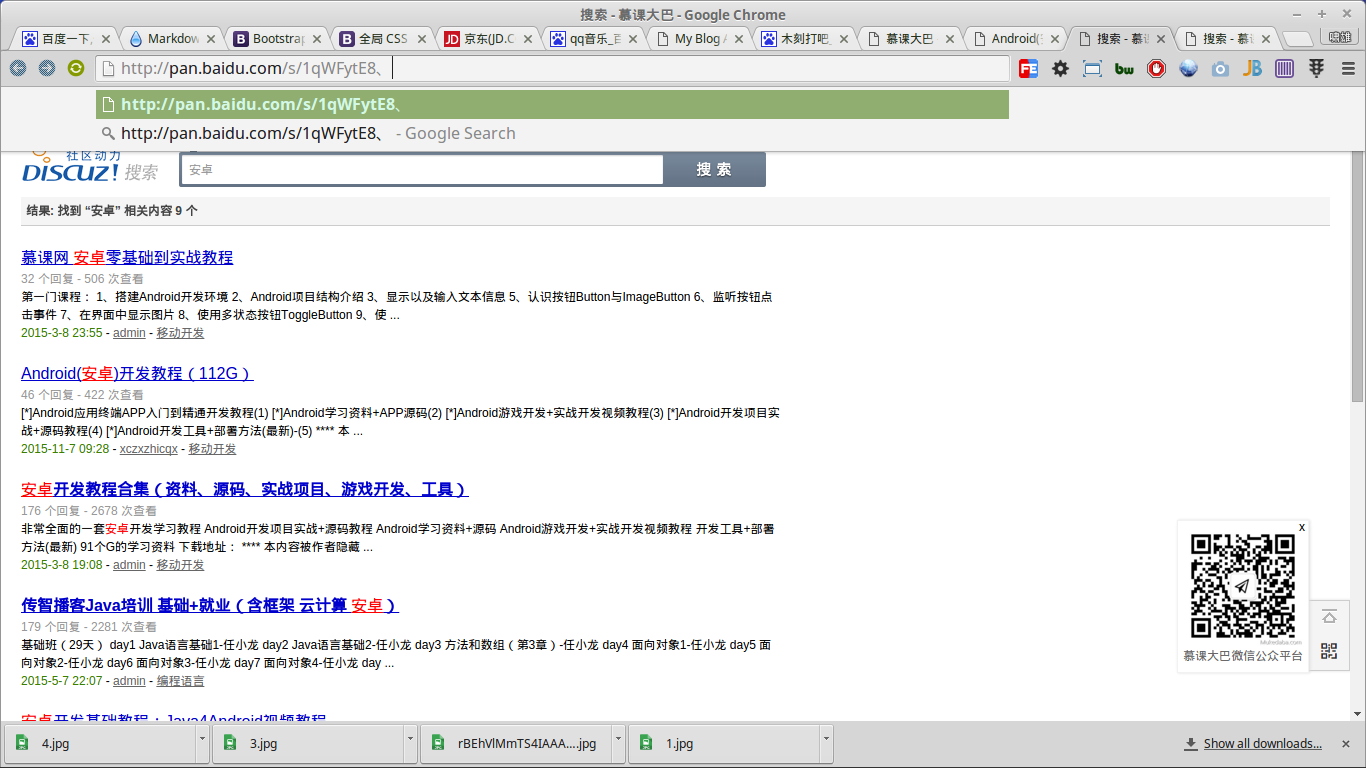 搜索 - 慕课大巴 - Google Chrome
百度一下,
Markdow
Bootstrap
全局 CSS
京东(JD.C
qq音乐_百
My Blog
木刻打吧_
慕课大巴
Android(安
搜索 - 慕课
搜索 - 慕课
http://pan.baidu.com/s/1qWFytE8、
http://pan.baidu.com/s/1qWFytE8、
http://pan.baidu.com/s/1qWFytE8、 - Google Search
社区动力
DISCUZ! 搜索
安卓
搜 索
结果: 找到 “安卓” 相关内容 9 个
慕课网 安卓零基础到实战教程
32 个回复 - 506 次查看
第一门课程： 1、搭建Android开发环境 2、Android项目结构介绍 3、显示以及输入文本信息 5、认识按钮Button与ImageButton 6、监听按钮点
击事件 7、在界面中显示图片 8、使用多状态按钮ToggleButton 9、使 ...
2015-3-8 23:55 - admin - 移动开发
Android(安卓)开发教程（112G）
46 个回复 - 422 次查看
[*]Android应用终端APP入门到精通开发教程(1) [*]Android学习资料+APP源码(2) [*]Android游戏开发+实战开发视频教程(3) [*]Android开发项目实
战+源码教程(4) [*]Android开发工具+部署方法(最新)-(5) **** 本 ...
2015-11-7 09:28 - xczxzhicqx - 移动开发
安卓开发教程合集（资料、源码、实战项目、游戏开发、工具）
176 个回复 - 2678 次查看
非常全面的一套安卓开发学习教程 Android开发项目实战+源码教程 Android学习资料+源码 Android游戏开发+实战开发视频教程 开发工具+部署
方法(最新) 91个G的学习资料 下载地址： **** 本内容被作者隐藏 ...
2015-3-8 19:08 - admin - 移动开发
传智播客Java培训 基础+就业（含框架 云计算 安卓）
179 个回复 - 2281 次查看
基础班（29天） day1 Java语言基础1-任小龙 day2 Java语言基础2-任小龙 day3 方法和数组（第3章）-任小龙 day4 面向对象1-任小龙 day5 面
向对象2-任小龙 day6 面向对象3-任小龙 day7 面向对象4-任小龙 day ...
2015-5-7 22:07 - admin - 编程语言
安卓开发基础教程：Java4Android视频教程
x
慕课大巴微信公众平台
4.jpg
3.jpg
rBEhVlMmTS4IAAA....jpg
1.jpg
Show all downloads...